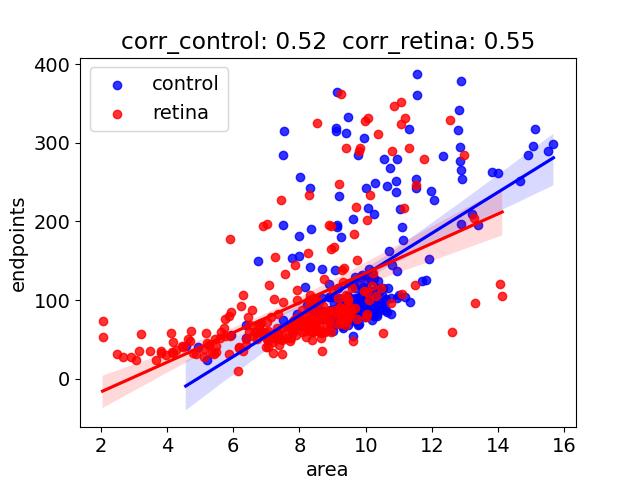 corr_control: 0.52  corr_retina: 0.55
control
retina
endpoints
400
300
200
100
0
2 4 6 8 10 12 14 16
area